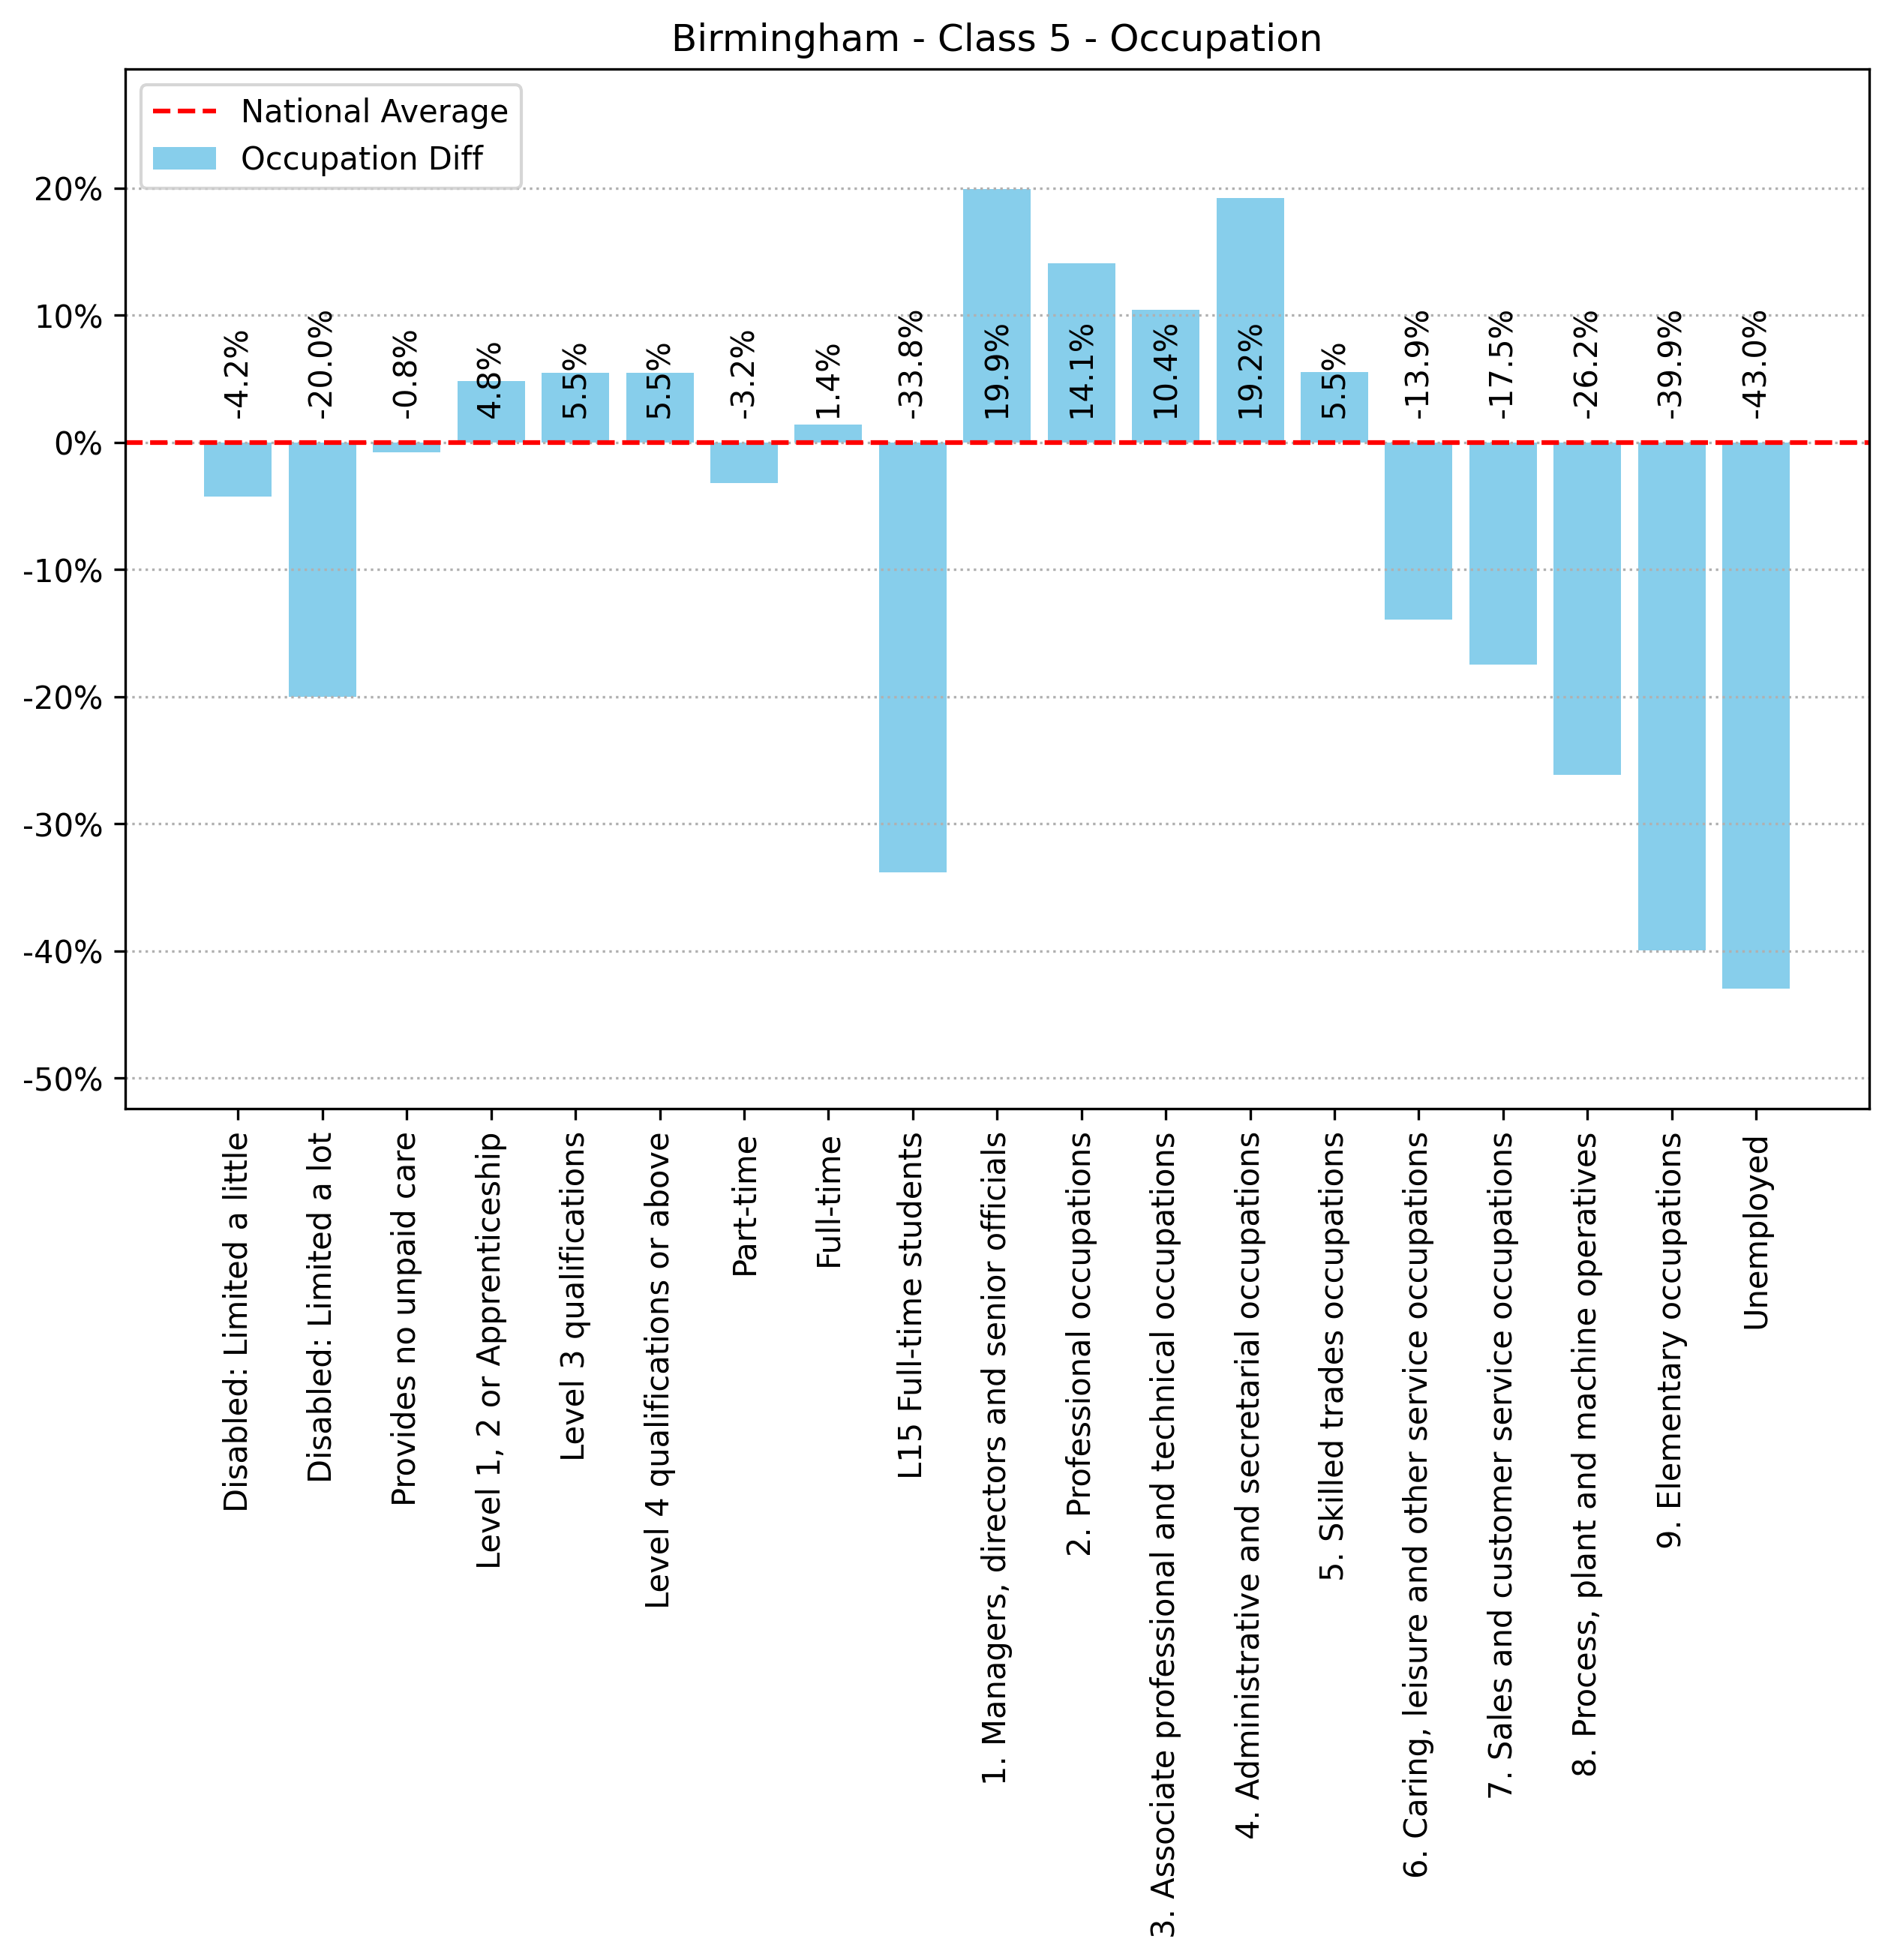 Birmingham - Class 5 - Occupation
National Average
Occupation Diff
20%
10%
0%
-10%
-20%
-30%
-40%
-50%
-4.2%
-20.0%
-0.8%
4.8%
5.5%
5.5%
-3.2%
1.4%
-33.8%
19.9%
14.1%
10.4%
19.2%
5.5%
-13.9%
-17.5%
-26.2%
-39.9%
-43.0%
Disabled: Limited a little
Disabled: Limited a lot
Provides no unpaid care
Level 1, 2 or Apprenticeship
Level 3 qualifications
Level 4 qualifications or above
Part-time
Full-time
L15 Full-time students
1. Managers, directors and senior officials
2. Professional occupations
3. Associate professional and technical occupations
4. Administrative and secretarial occupations
5. Skilled trades occupations
6. Caring, leisure and other service occupations
7. Sales and customer service occupations
8. Process, plant and machine operatives
9. Elementary occupations
Unemployed